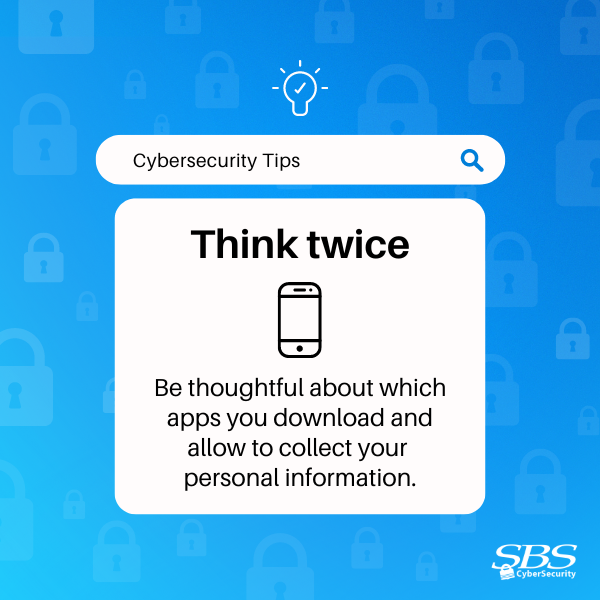 Cybersecurity Tips
Think twice
Be thoughtful about which
apps you download and
allow to collect your
personal information.
SBS
CyberSecurity